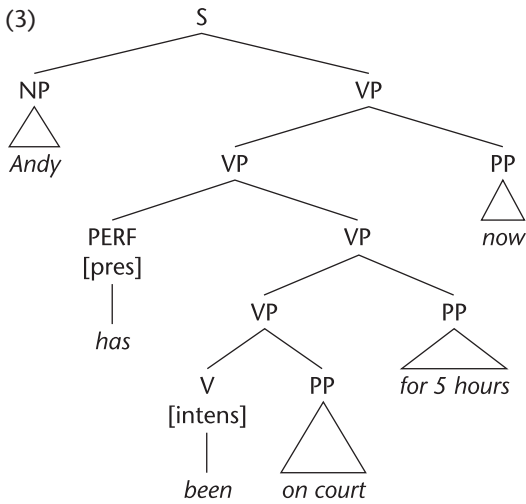 (3)
S
NP VP
Andy
VP PP
now
PERF VP
[pres]
has
VP PP
for 5 hours
V PP
[intens]
been on court